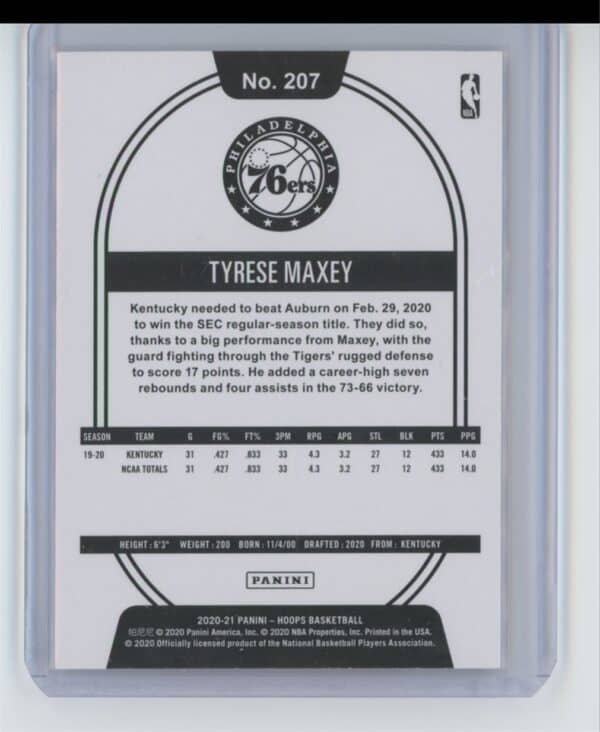 No. 207
NBA
PHILADELPHIA
76ers
TYRESE MAXEY
Kentucky needed to beat Auburn on Feb. 29, 2020
to win the SEC regular-season title. They did so,
thanks to a big performance from Maxey, with the
guard fighting through the Tigers' rugged defense
to score 17 points. He added a career-high seven
rebounds and four assists in the 73-66 victory.
SEASON TEAM G FG% FT% 3PM RPG APG STL BLK PTS PPG
19-20 KENTUCKY 31 .427 .833 33 4.3 3.2 27 12 433 14.0
NCAA TOTALS 31 .427 .833 33 4.3 3.2 27 12 433 14.0
HEIGHT: 6'3" WEIGHT: 200 BORN: 11/4/00 DRAFTED: 2020 FROM: KENTUCKY
PANINI
2020-21 PANINI – HOOPS BASKETBALL
帕尼尼 © 2020 Panini America, Inc. © 2020 NBA Properties, Inc. Printed in the USA.
© 2020 Officially licensed product of the National Basketball Players Association.